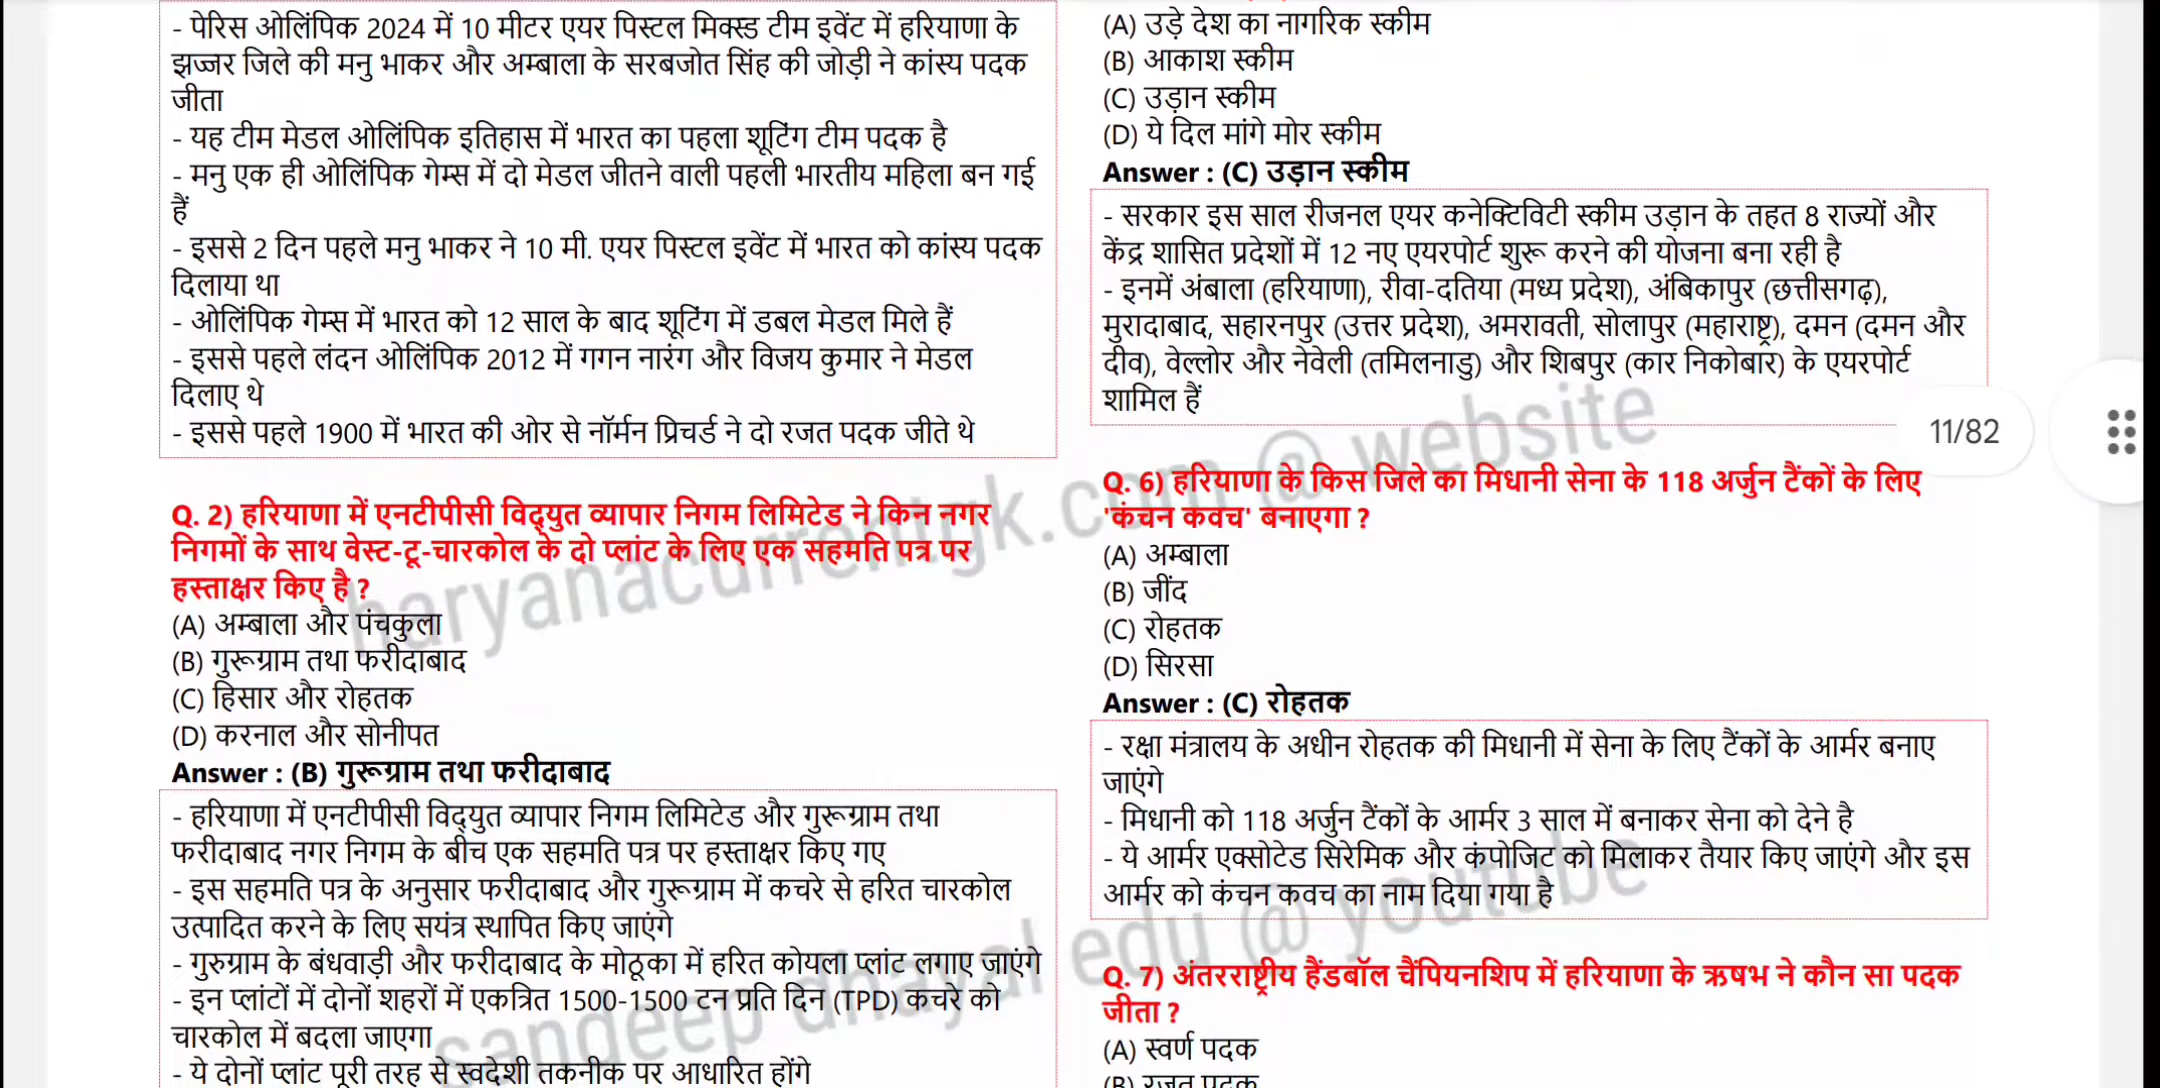 - पेरिस ओलिंपिक 2024 में 10 मीटर एयर पिस्टल मिक्स्ड टीम इवेंट में हरियाणा के
झज्जर जिले की मनु भाकर और अम्बाला के सरबजोत सिंह की जोड़ी ने कांस्य पदक
जीता
- यह टीम मेडल ओलिंपिक इतिहास में भारत का पहला शूटिंग टीम पदक है
- मनु एक ही ओलिंपिक गेम्स में दो मेडल जीतने वाली पहली भारतीय महिला बन गई
हैं
- इससे 2 दिन पहले मनु भाकर ने 10 मी. एयर पिस्टल इवेंट में भारत को कांस्य पदक
दिलाया था
- ओलिंपिक गेम्स में भारत को 12 साल के बाद शूटिंग में डबल मेडल मिले हैं
- इससे पहले लंदन ओलिंपिक 2012 में गगन नारंग और विजय कुमार ने मेडल
दिलाए थे
- इससे पहले 1900 में भारत की ओर से नॉर्मन प्रिचर्ड ने दो रजत पदक जीते थे
Q. 2) हरियाणा में एनटीपीसी विद्युत व्यापार निगम लिमिटेड ने किन नगर
निगमों के साथ वेस्ट-टू-चारकोल के दो प्लांट के लिए एक सहमति पत्र पर
हस्ताक्षर किए है ?
(A) अम्बाला और पंचकुला
(B) गुरूग्राम तथा फरीदाबाद
(C) हिसार और रोहतक
(D) करनाल और सोनीपत
Answer : (B) गुरूग्राम तथा फरीदाबाद
- हरियाणा में एनटीपीसी विद्युत व्यापार निगम लिमिटेड और गुरूग्राम तथा
फरीदाबाद नगर निगम के बीच एक सहमति पत्र पर हस्ताक्षर किए गए
- इस सहमति पत्र के अनुसार फरीदाबाद और गुरूग्राम में कचरे से हरित चारकोल
उत्पादित करने के लिए सयंत्र स्थापित किए जाएंगे
- गुरुग्राम के बंधवाड़ी और फरीदाबाद के मोठूका में हरित कोयला प्लांट लगाए जाएंगे
- इन प्लांटों में दोनों शहरों में एकत्रित 1500-1500 टन प्रति दिन (TPD) कचरे को
चारकोल में बदला जाएगा
- ये दोनों प्लांट पूरी तरह से स्वदेशी तकनीक पर आधारित होंगे
(A) उड़े देश का नागरिक स्कीम
(B) आकाश स्कीम
(C) उड़ान स्कीम
(D) ये दिल मांगे मोर स्कीम
Answer : (C) उड़ान स्कीम
- सरकार इस साल रीजनल एयर कनेक्टिविटी स्कीम उड़ान के तहत 8 राज्यों और
केंद्र शासित प्रदेशों में 12 नए एयरपोर्ट शुरू करने की योजना बना रही है
- इनमें अंबाला (हरियाणा), रीवा-दतिया (मध्य प्रदेश), अंबिकापुर (छत्तीसगढ़),
मुरादाबाद, सहारनपुर (उत्तर प्रदेश), अमरावती, सोलापुर (महाराष्ट्र), दमन (दमन और
दीव), वेल्लोर और नेवेली (तमिलनाडु) और शिबपुर (कार निकोबार) के एयरपोर्ट
शामिल हैं
11/82
Q. 6) हरियाणा के किस जिले का मिधानी सेना के 118 अर्जुन टैंकों के लिए
'कंचन कवच' बनाएगा ?
(A) अम्बाला
(B) जींद
(C) रोहतक
(D) सिरसा
Answer : (C) रोहतक
- रक्षा मंत्रालय के अधीन रोहतक की मिधानी में सेना के लिए टैंकों के आर्मर बनाए
जाएंगे
- मिधानी को 118 अर्जुन टैंकों के आर्मर 3 साल में बनाकर सेना को देने है
- ये आर्मर एक्सोटेड सिरेमिक और कंपोजिट को मिलाकर तैयार किए जाएंगे और इस
आर्मर को कंचन कवच का नाम दिया गया है
Q. 7) अंतरराष्ट्रीय हैंडबॉल चैंपियनशिप में हरियाणा के ऋषभ ने कौन सा पदक
जीता ?
(A) स्वर्ण पदक
(B) रजत पदक
haryanacurrentgk.com @ website
sandeep dhayal edu @ youtube